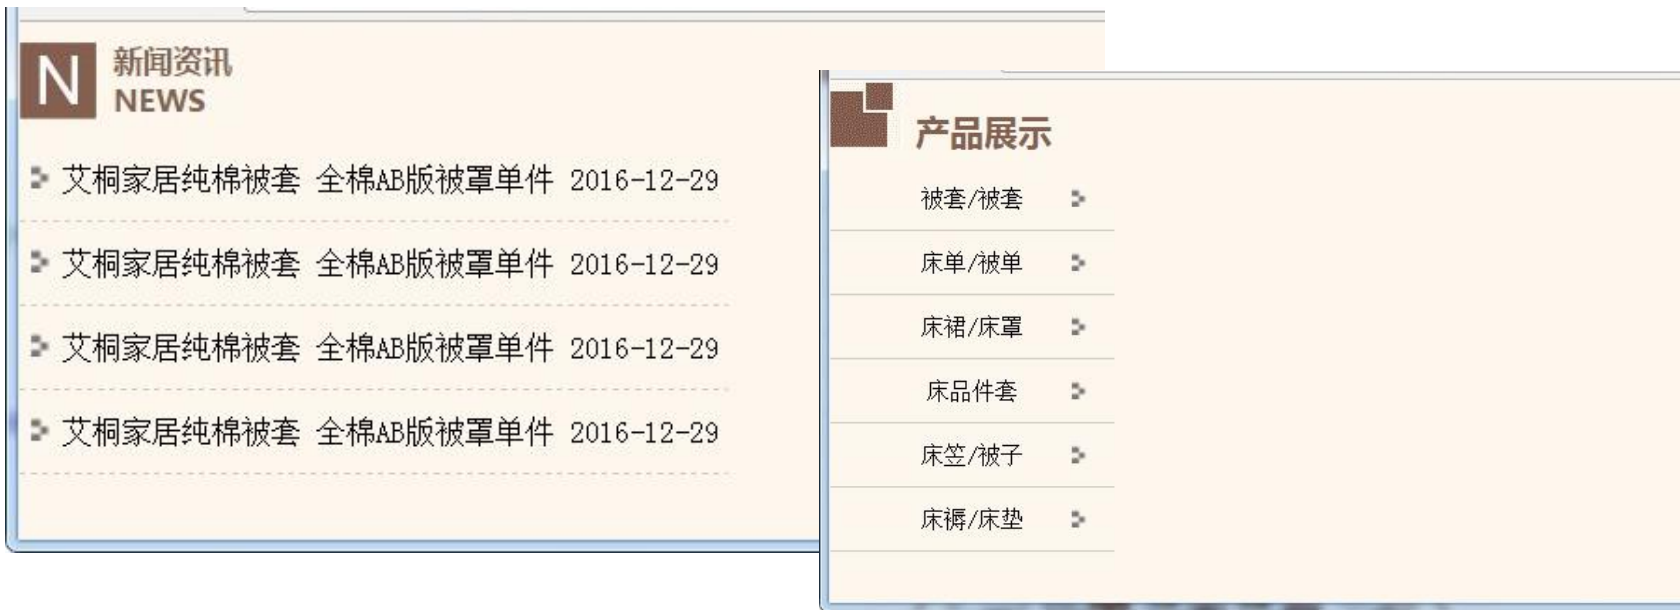 N
新闻资讯
NEWS
艾桐家居纯棉被套 全棉AB版被罩单件 2016-12-29
艾桐家居纯棉被套 全棉AB版被罩单件 2016-12-29
艾桐家居纯棉被套 全棉AB版被罩单件 2016-12-29
艾桐家居纯棉被套 全棉AB版被罩单件 2016-12-29
产品展示
被套/被套
床单/被单
床裙/床罩
床品件套
床笠/被子
床褥/床垫